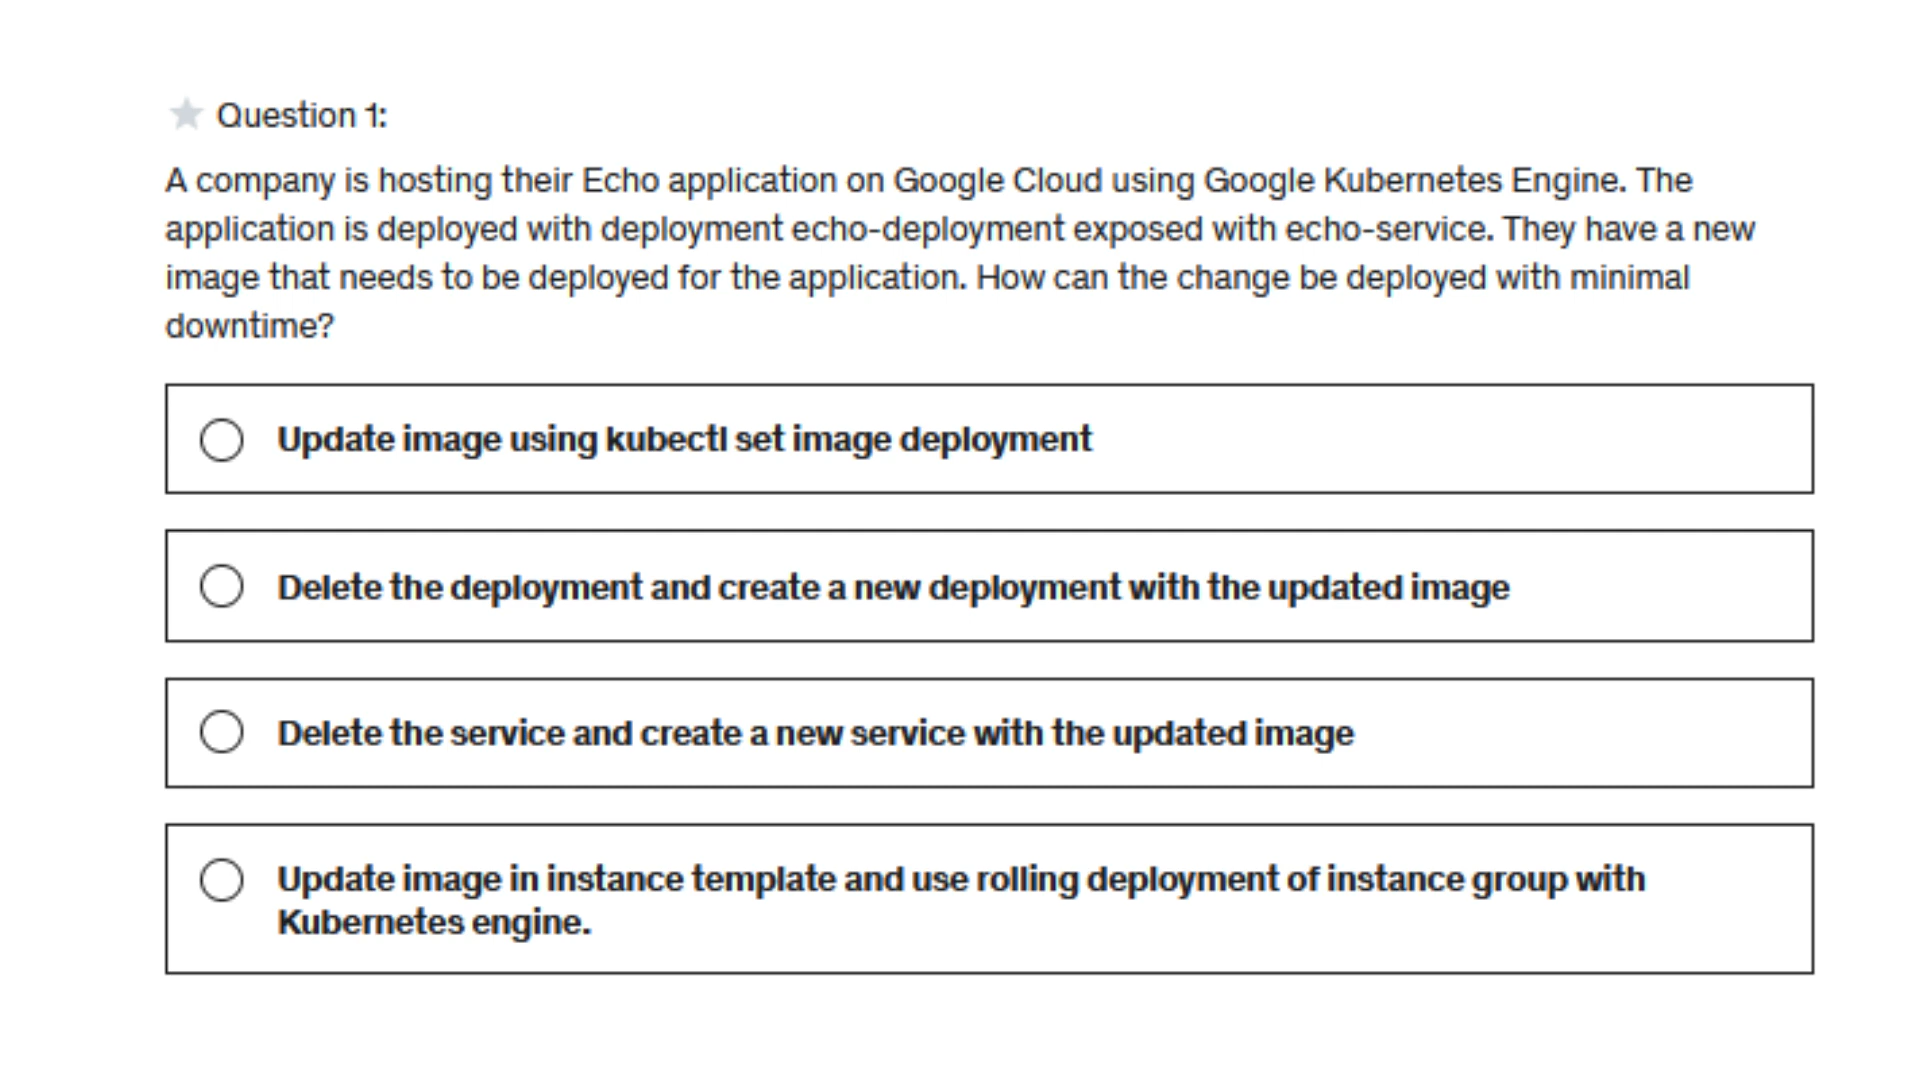 Question 1:
A company is hosting their Echo application on Google Cloud using Google Kubernetes Engine. The
application is deployed with deployment echo-deployment exposed with echo-service. They have a new
image that needs to be deployed for the application. How can the change be deployed with minimal
downtime?
Update image using kubectl set image deployment
Delete the deployment and create a new deployment with the updated image
Delete the service and create a new service with the updated image
Update image in instance template and use rolling deployment of instance group with
Kubernetes engine.